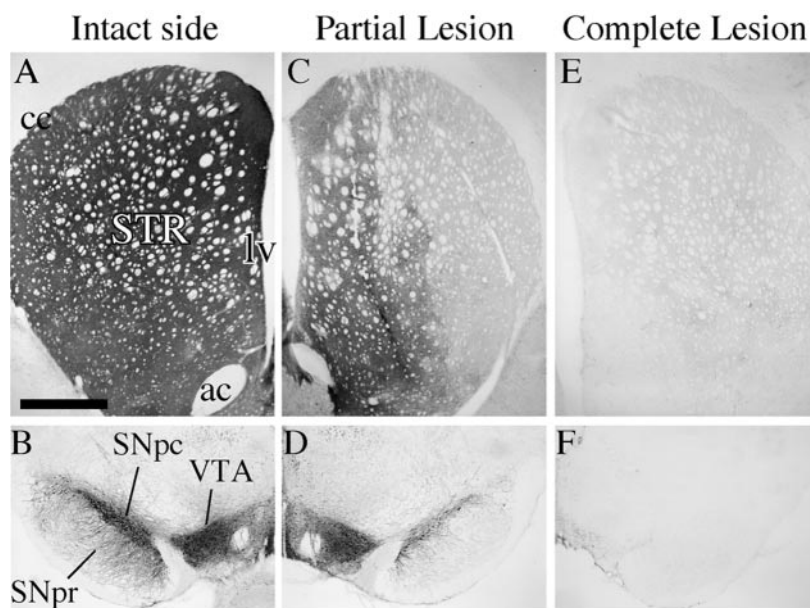 Intact side
Partial Lesion
Complete Lesion
A
C
E
cc
STR
lv
ac
B
D
F
SNpc
VTA
SNpr